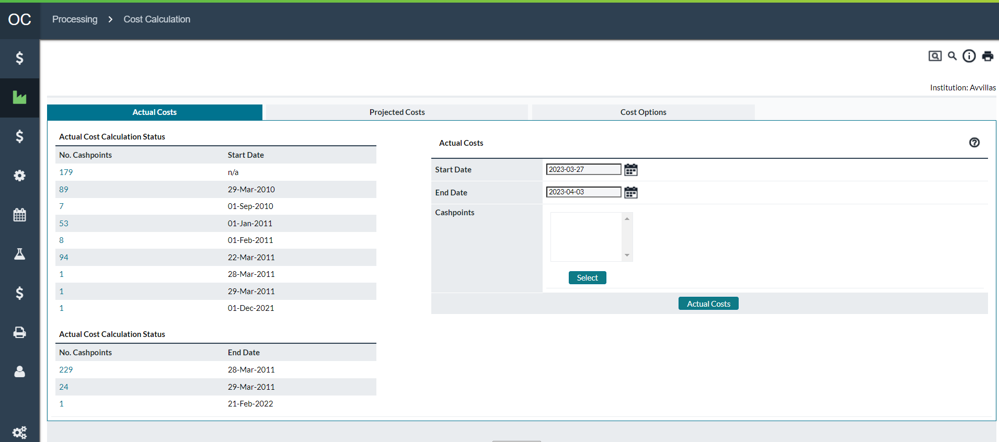 OC
Processing > Cost Calculation
Institution: Avvillas
Actual Costs Projected Costs Cost Options
Actual Cost Calculation Status
No. Cashpoints Start Date
179 n/a
89 29-Mar-2010
7 01-Sep-2010
53 01-Jan-2011
8 01-Feb-2011
94 22-Mar-2011
1 28-Mar-2011
1 29-Mar-2011
1 01-Dec-2021
Actual Cost Calculation Status
No. Cashpoints End Date
229 28-Mar-2011
24 29-Mar-2011
1 21-Feb-2022
Actual Costs
Start Date 2023-03-27
End Date 2023-04-03
Cashpoints
Select
Actual Costs